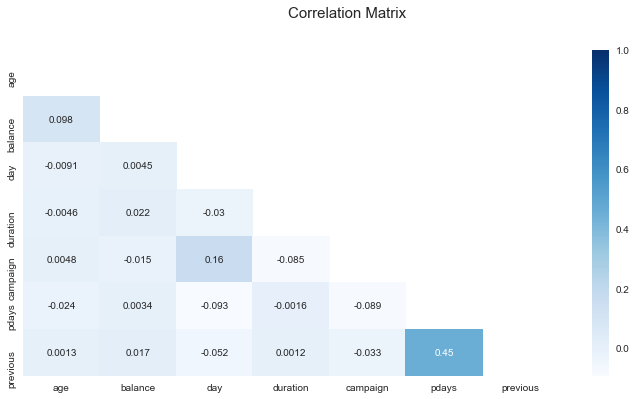 Correlation Matrix
1.0
age
0.098
balance
0.8
-0.0091 0.0045
day
0.6
-0.0046 0.022 -0.03
duration
0.4
0.0048 -0.015 0.16 -0.085
campaign
0.2
-0.024 0.0034 -0.093 -0.0016 -0.089
pdays
0.0013 0.017 -0.052 0.0012 -0.033 0.45
0.0
previous
age balance day duration campaign pdays previous